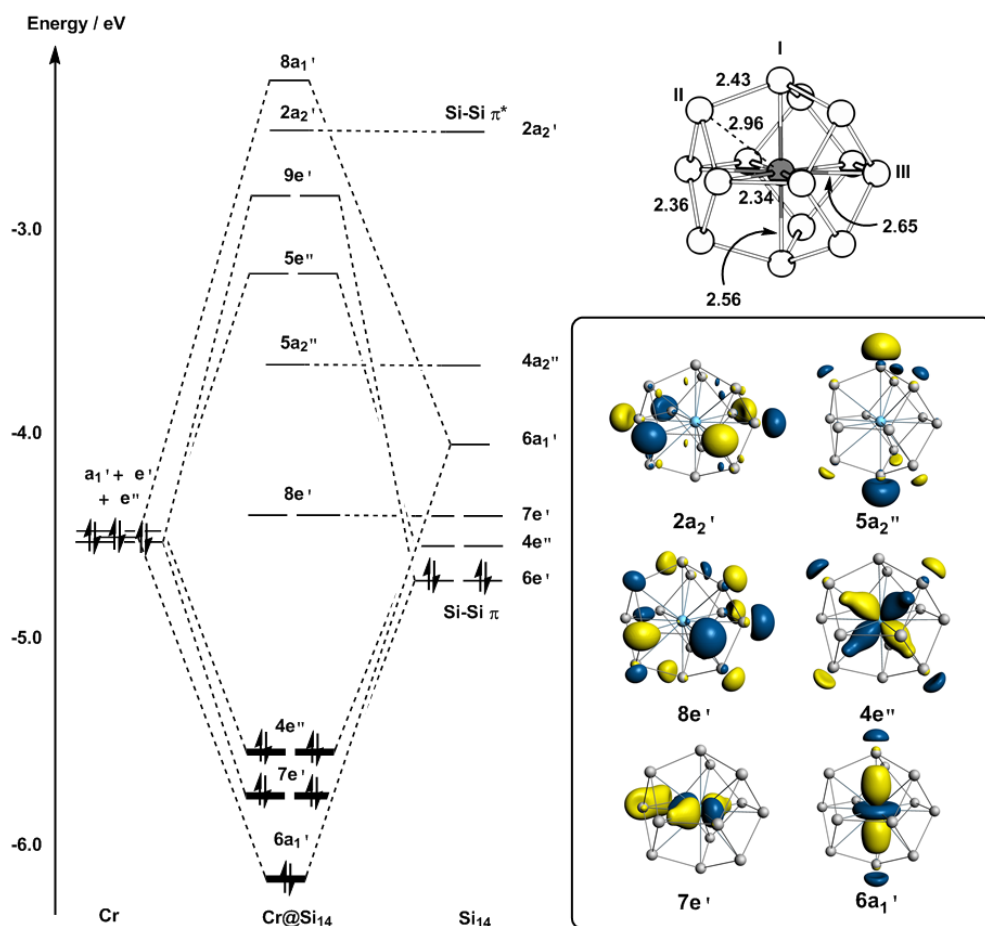 Energy / eV
8a₁'
2a₂'
Si-Si π*
2a₂'
9e'
-3.0
5e"
5a₂"
4a₂"
-4.0
6a₁'
a₁'+ e'
+ e"
8e'
7e'
4e"
6e'
Si-Si π
-5.0
4e"
7e'
6a₁'
-6.0
Cr
Cr@Si₁₄
Si₁₄
I
2.43
II
2.96
III
2.36
2.34
2.65
2.56
2a₂'
5a₂"
8e'
4e"
7e'
6a₁'